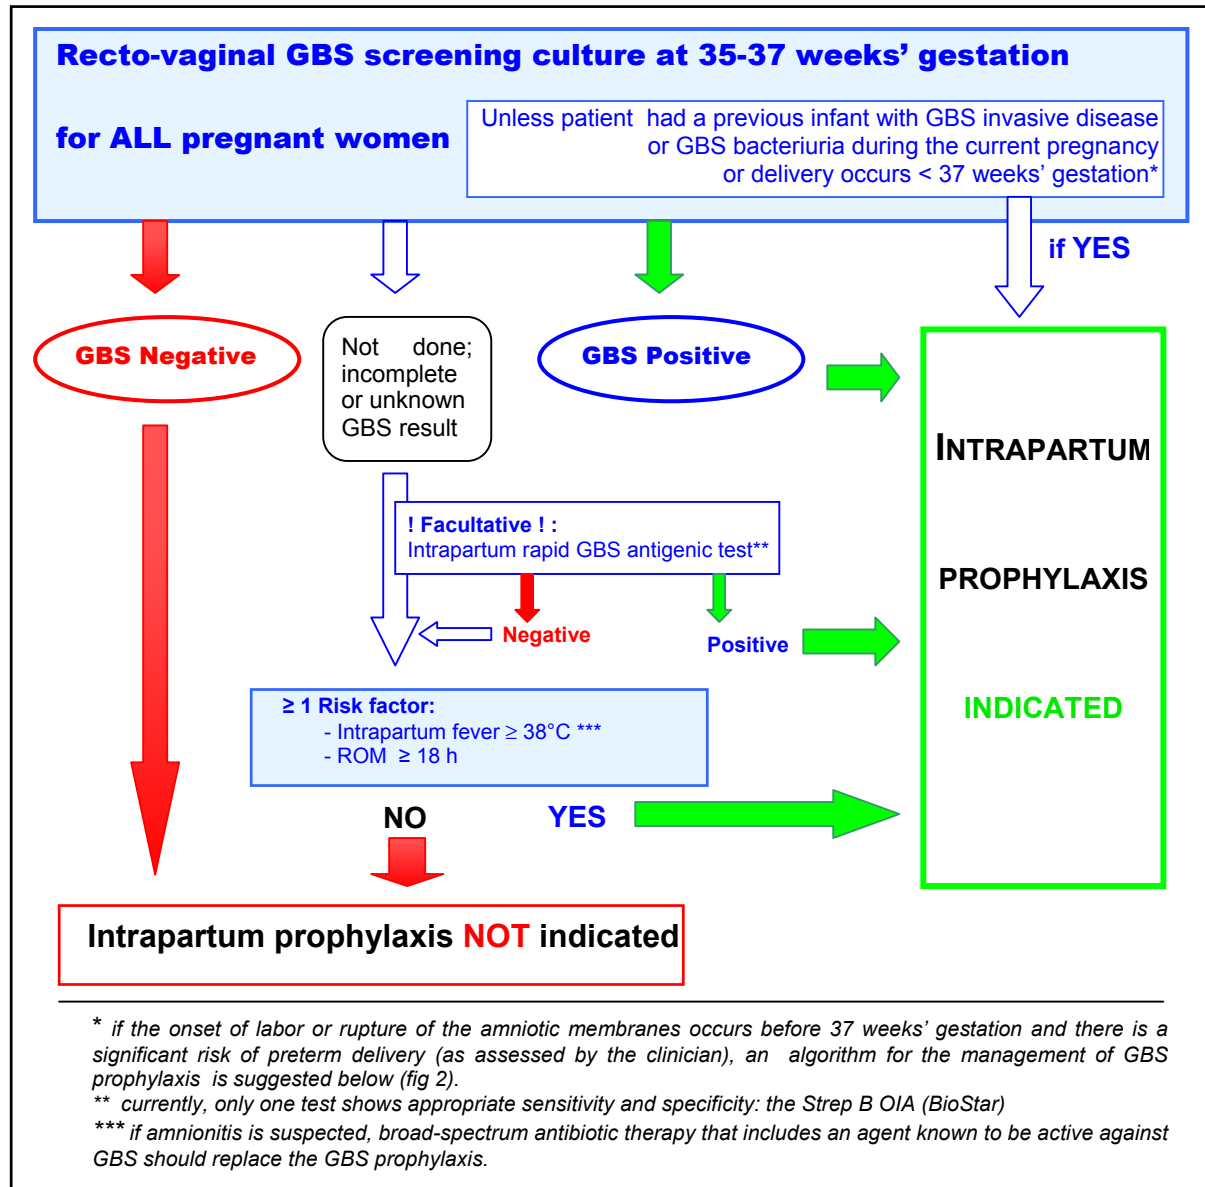 Recto-vaginal GBS screening culture at 35-37 weeks’ gestation
for ALL pregnant women
Unless patient had a previous infant with GBS invasive disease
or GBS bacteriuria during the current pregnancy
or delivery occurs < 37 weeks’ gestation*
if YES
GBS Negative
Not done;
incomplete
or unknown
GBS result
GBS Positive
INTRAPARTUM
PROPHYLAXIS
INDICATED
! Facultative ! :
Intrapartum rapid GBS antigenic test**
Negative
Positive
≥ 1 Risk factor:
- Intrapartum fever ≥ 38°C ***
- ROM ≥ 18 h
NO
YES
Intrapartum prophylaxis NOT indicated
* if the onset of labor or rupture of the amniotic membranes occurs before 37 weeks’ gestation and there is a
significant risk of preterm delivery (as assessed by the clinician), an algorithm for the management of GBS
prophylaxis is suggested below (fig 2).
** currently, only one test shows appropriate sensitivity and specificity: the Strep B OIA (BioStar)
*** if amnionitis is suspected, broad-spectrum antibiotic therapy that includes an agent known to be active against
GBS should replace the GBS prophylaxis.